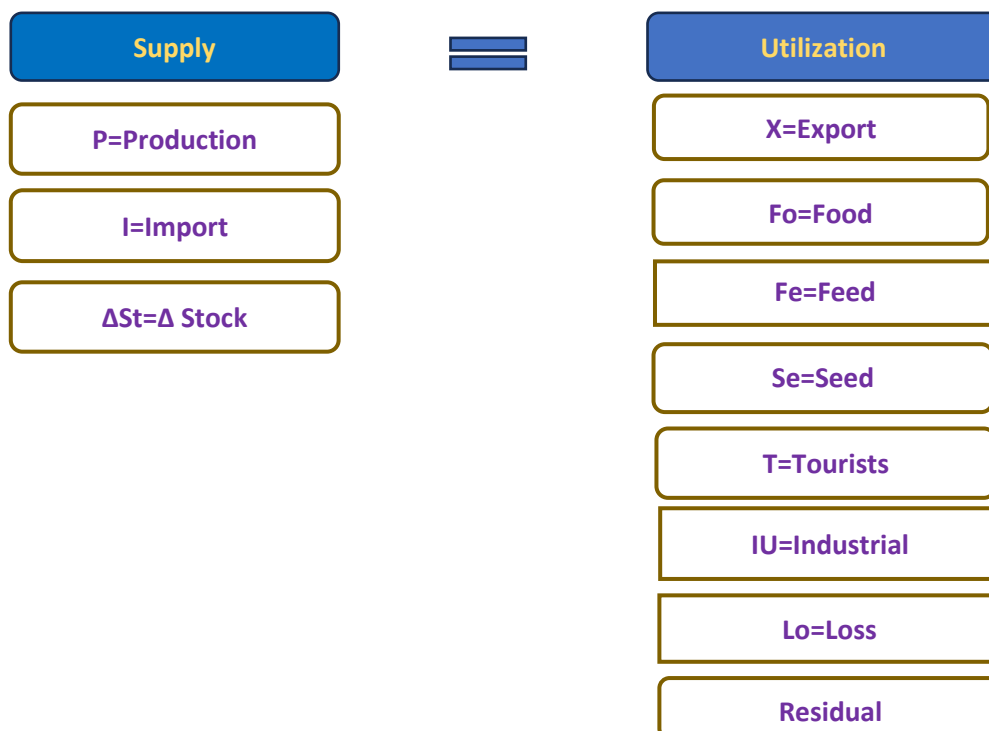 Supply
P=Production
I=Import
ΔSt=Δ Stock
Utilization
X=Export
Fo=Food
Fe=Feed
Se=Seed
T=Tourists
IU=Industrial
Lo=Loss
Residual